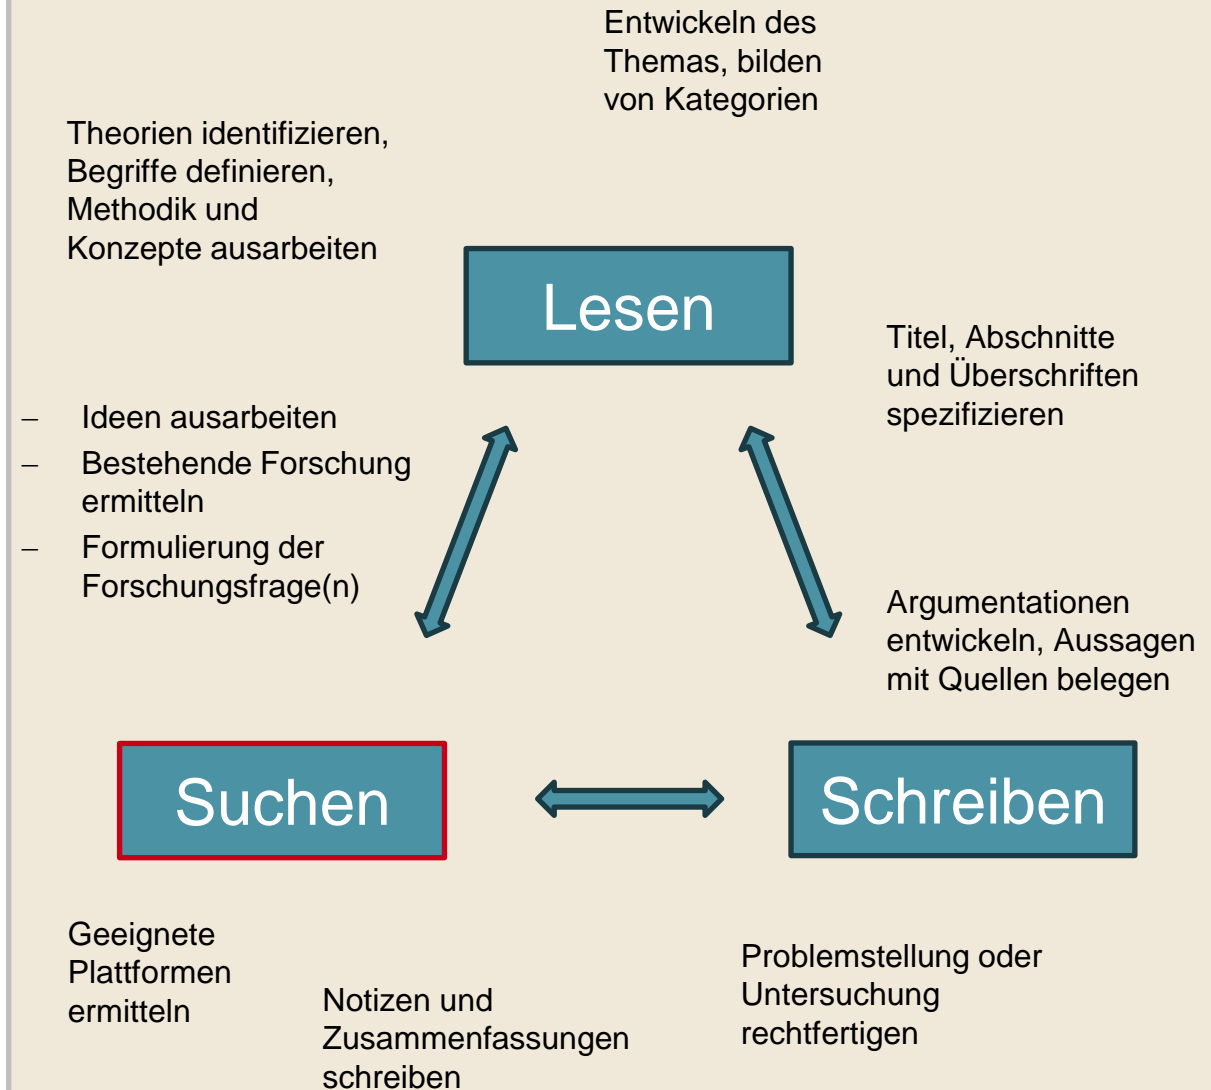 Entwickeln des
Themas, bilden
von Kategorien
Theorien identifizieren,
Begriffe definieren,
Methodik und
Konzepte ausarbeiten
Lesen
Titel, Abschnitte
und Überschriften
spezifizieren
– Ideen ausarbeiten
– Bestehende Forschung
ermitteln
– Formulierung der
Forschungsfrage(n)
Argumentationen
entwickeln, Aussagen
mit Quellen belegen
Suchen
Schreiben
Geeignete
Plattformen
ermitteln
Notizen und
Zusammenfassungen
schreiben
Problemstellung oder
Untersuchung
rechtfertigen